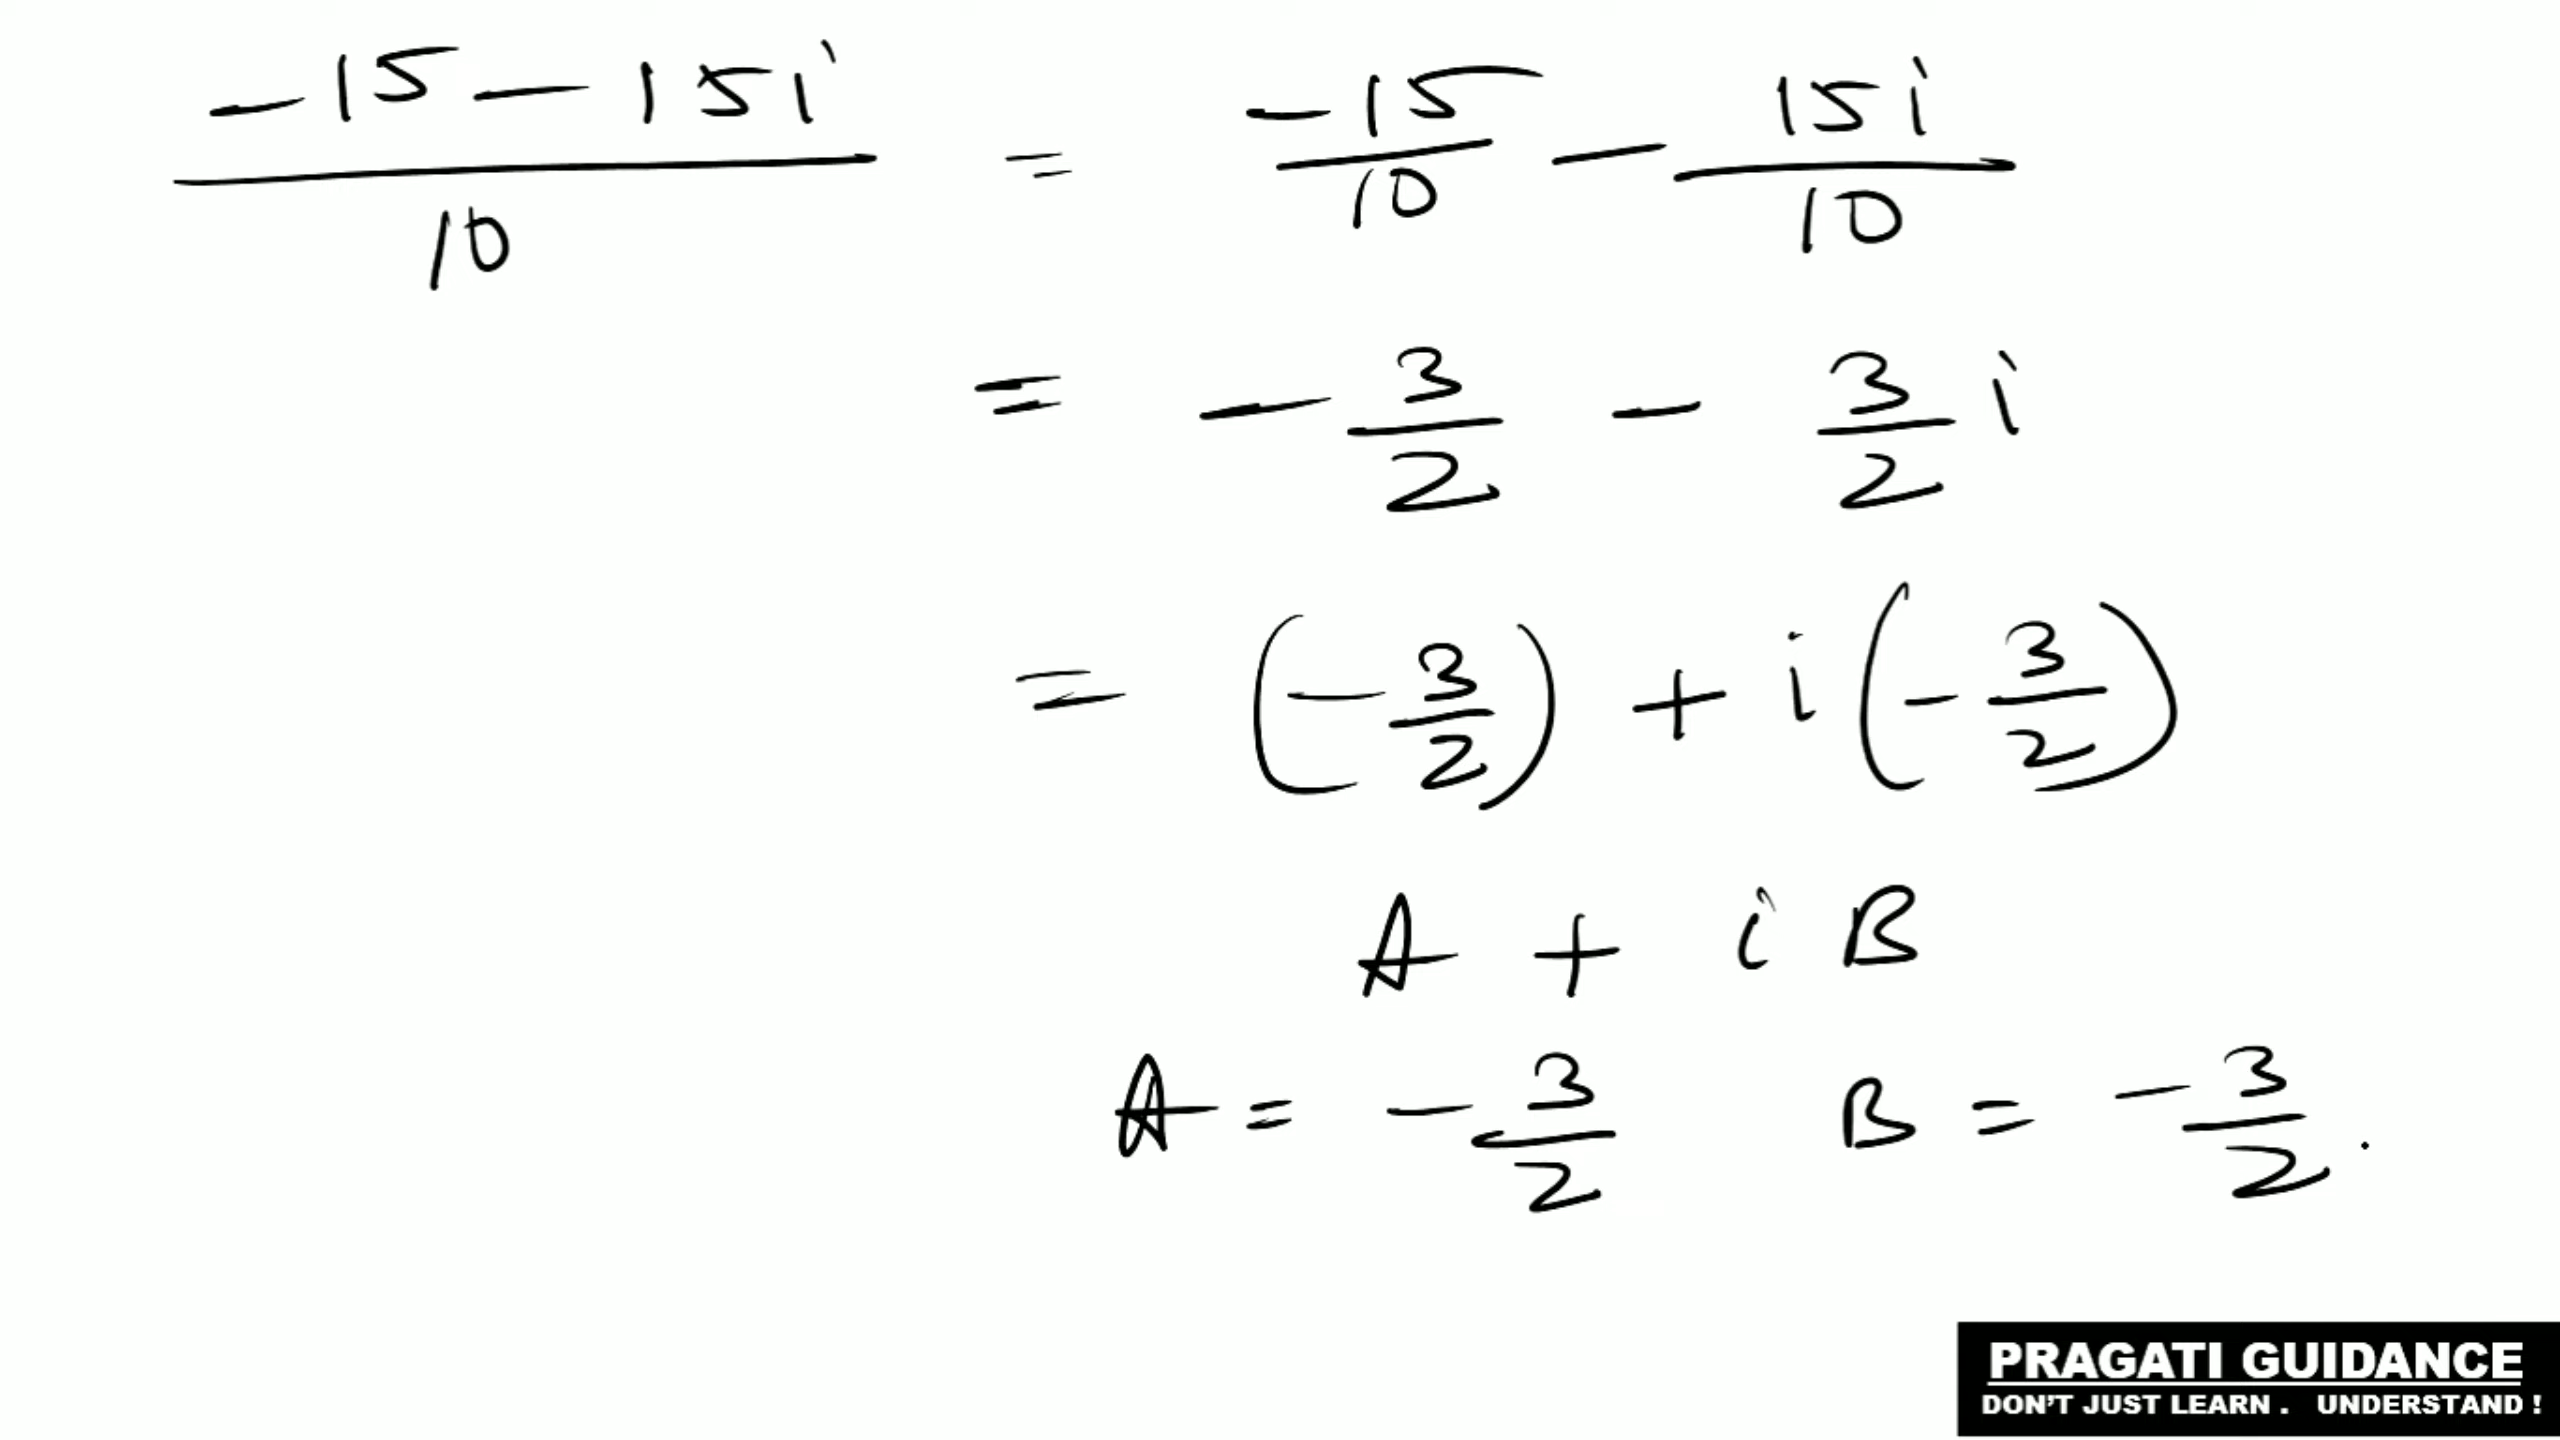 (-15 - 15i)/10 = -15/10 - 15i/10
= - 3/2 - 3/2 i
= (-3/2) + i(-3/2)
A + iB
A = -3/2 B = -3/2.
PRAGATI GUIDANCE
DON'T JUST LEARN. UNDERSTAND!